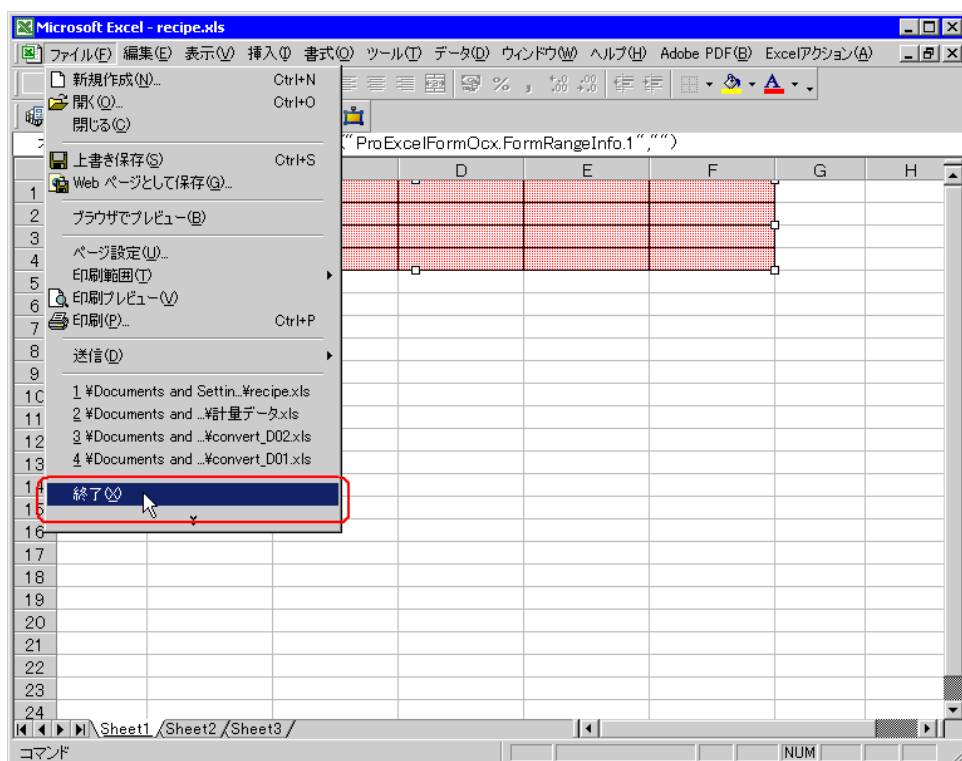 Microsoft Excel - recipe.xls
ファイル(F) 編集(E) 表示(V) 挿入(I) 書式(O) ツール(T) データ(D) ウィンドウ(W) ヘルプ(H) Adobe PDF(B) Excelアクション(A)
新規作成(N)... Ctrl+N
開く(O)... Ctrl+O
閉じる(C)
("ProExcelFormOcx.FormRangeInfo.1","")
上書き保存(S) Ctrl+S
Web ページとして保存(G)...
ブラウザでプレビュー(B)
ページ設定(U)...
印刷範囲(T)
印刷プレビュー(V)
印刷(P)... Ctrl+P
送信(D)
1 ¥Documents and Settin...¥recipe.xls
2 ¥Documents and ...¥計量データ.xls
3 ¥Documents and ...¥convert_D02.xls
4 ¥Documents and ...¥convert_D01.xls
終了(X)
D E F G H
1
2
3
4
5
6
7
8
9
10
11
12
13
14
15
16
17
18
19
20
21
22
23
24
Sheet1 Sheet2 Sheet3
コマンド NUM